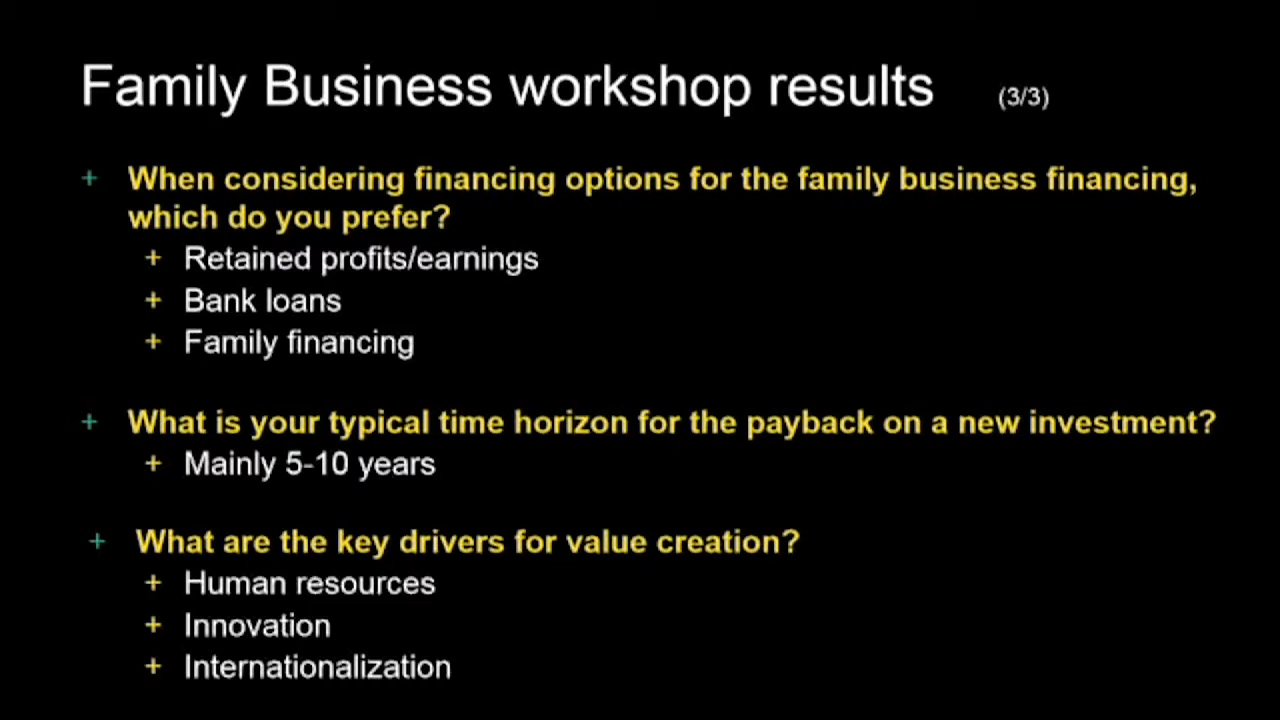 Family Business workshop results (3/3)
+ When considering financing options for the family business financing,
which do you prefer?
+ Retained profits/earnings
+ Bank loans
+ Family financing
+ What is your typical time horizon for the payback on a new investment?
+ Mainly 5-10 years
+ What are the key drivers for value creation?
+ Human resources
+ Innovation
+ Internationalization